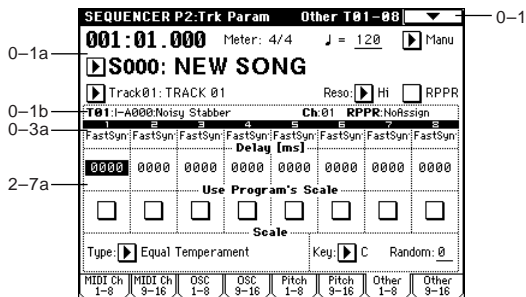 SEQUENCER P2:Trk Param Other T01-08
0-1
001:01.000 Meter: 4/4 ♩ = 120 Manu
0-1a
S000: NEW SONG
Track01: TRACK 01 Reso: Hi RPPR
0-1b
T01:I-A000:Noisy Stabber Ch:01 RPPR:NoAssign
0-3a
1 2 3 4 5 6 7 8
FastSyn FastSyn FastSyn FastSyn FastSyn FastSyn FastSyn FastSyn
Delay [ms]
0000 0000 0000 0000 0000 0000 0000 0000
2-7a
Use Program's Scale
Scale
Type: Equal Temperament Key: C Random: 0
MIDI Ch 1-8 MIDI Ch 9-16 OSC 1-8 OSC 9-16 Pitch 1-8 Pitch 9-16 Other 1-8 Other 9-16